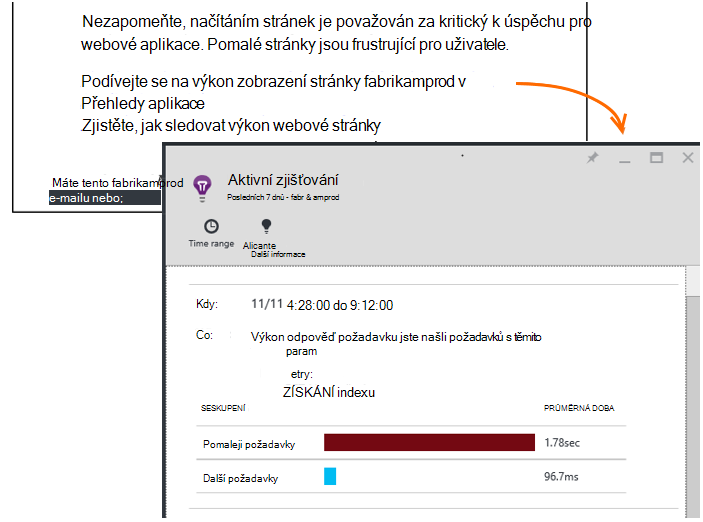 Nezapomeňte, načítáním stránek je považován za kritický k úspěchu pro
webové aplikace. Pomalé stránky jsou frustrující pro uživatele.
Podívejte se na výkon zobrazení stránky fabrikamprod v
Přehledy aplikace
Zjistěte, jak sledovat výkon webové stránky
Máte tento fabrikamprod
e-mailu nebo;
Aktivní zjišťování
Posledních 7 dnů - fabr & amprod
Time range
Alicante
Další informace
Kdy: 11/11 4:28:00 do 9:12:00
Co: Výkon odpověď požadavku jste našli požadavků s těmito
param
etry:
ZÍSKÁNÍ indexu
SESKUPENÍ PRŮMĚRNÁ DOBA
Pomaleji požadavky 1.78sec
Další požadavky 96.7ms